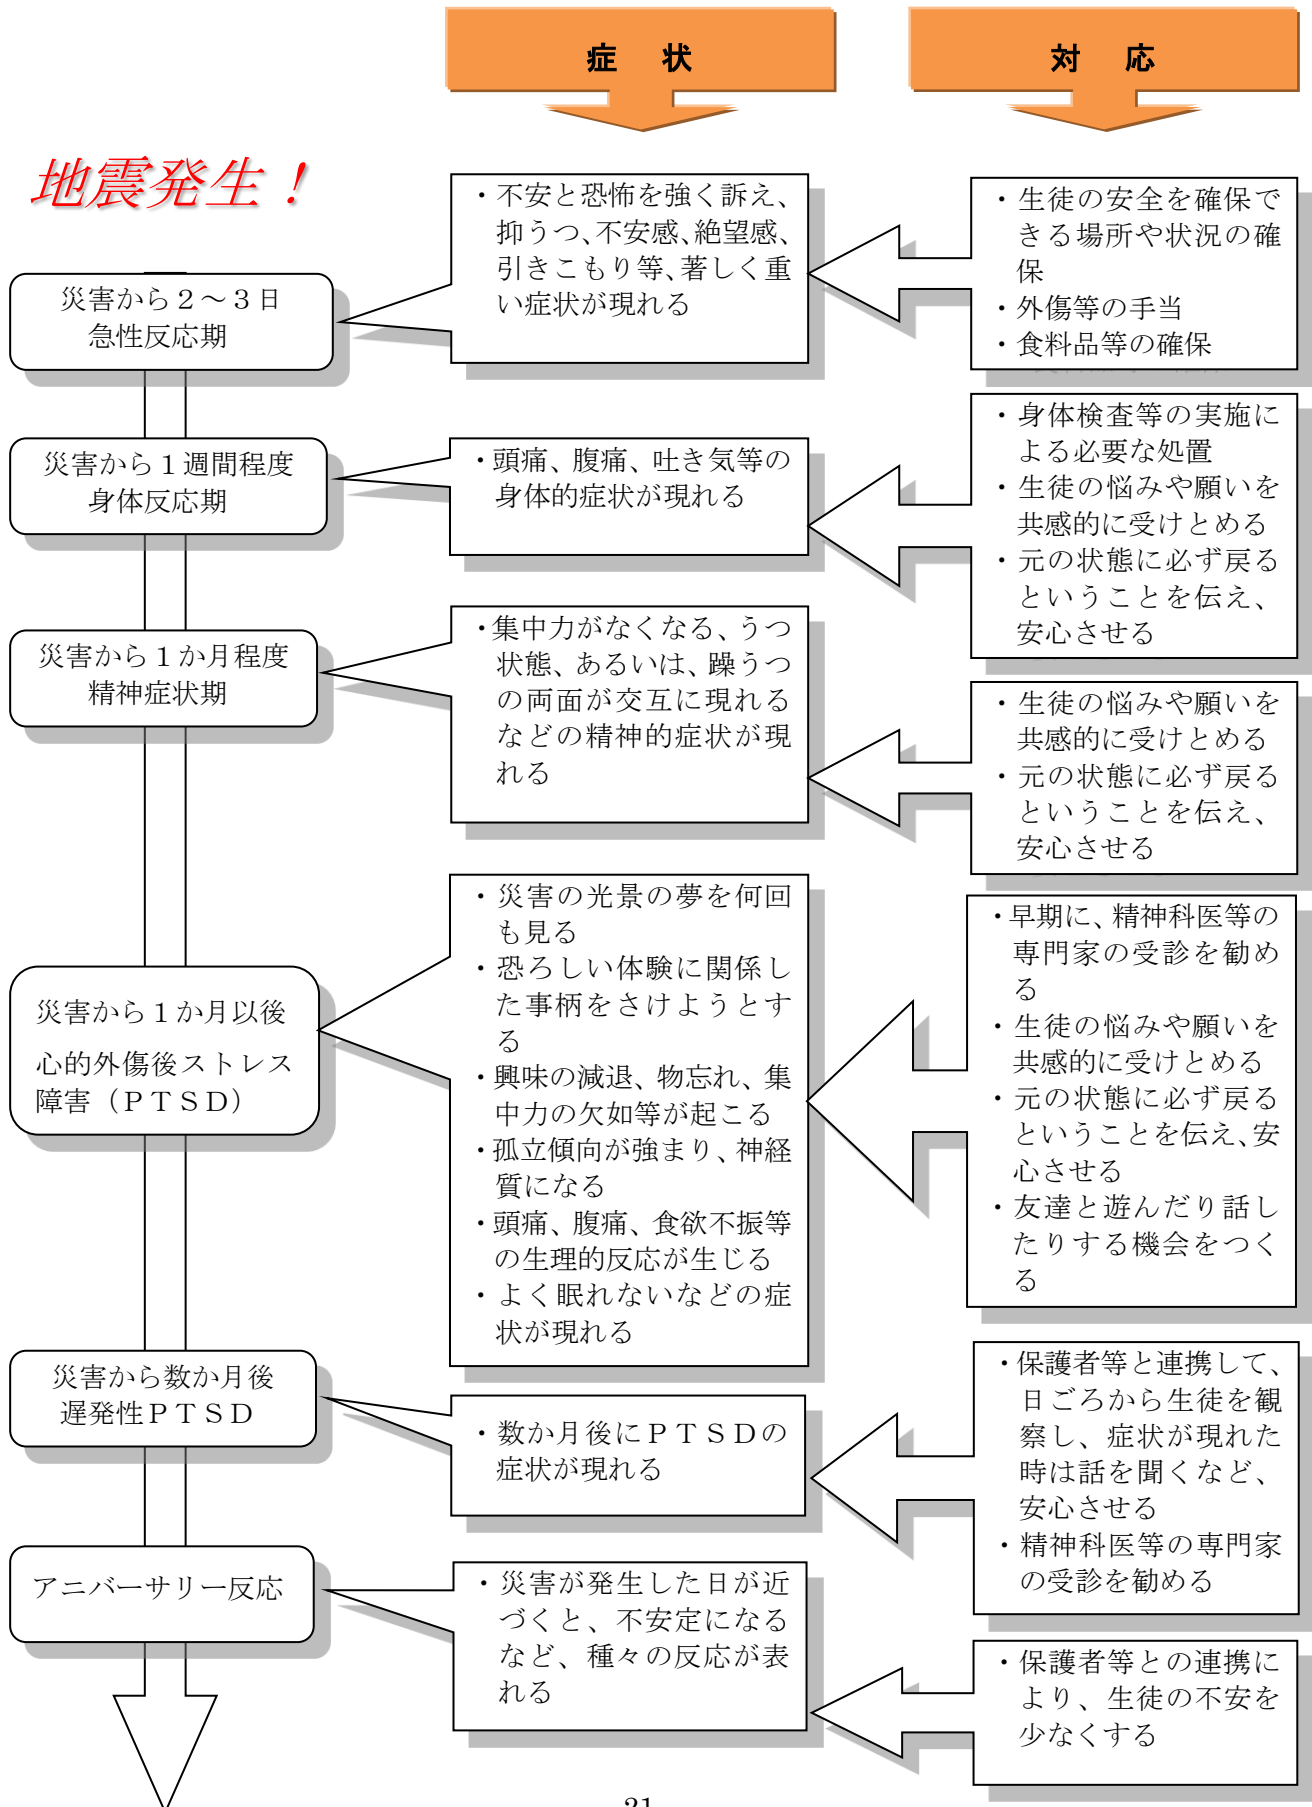 症　状
対　応
地震発生！
災害から２～３日
急性反応期
・不安と恐怖を強く訴え、
抑うつ、不安感、絶望感、
引きこもり等、著しく重
い症状が現れる
・生徒の安全を確保で
きる場所や状況の確
保
・外傷等の手当
・食料品等の確保
災害から１週間程度
身体反応期
・頭痛、腹痛、吐き気等の
身体的症状が現れる
・身体検査等の実施に
よる必要な処置
・生徒の悩みや願いを
共感的に受けとめる
・元の状態に必ず戻る
ということを伝え、
安心させる
災害から１か月程度
精神症状期
・集中力がなくなる、うつ
状態、あるいは、躁うつ
の両面が交互に現れる
などの精神的症状が現
れる
・生徒の悩みや願いを
共感的に受けとめる
・元の状態に必ず戻る
ということを伝え、
安心させる
災害から１か月以後
心的外傷後ストレス
障害（ＰＴＳＤ）
・災害の光景の夢を何回
も見る
・恐ろしい体験に関係し
た事柄をさけようとす
る
・興味の減退、物忘れ、集
中力の欠如等が起こる
・孤立傾向が強まり、神経
質になる
・頭痛、腹痛、食欲不振等
の生理的反応が生じる
・よく眠れないなどの症
状が現れる
・早期に、精神科医等の
専門家の受診を勧め
る
・生徒の悩みや願いを
共感的に受けとめる
・元の状態に必ず戻る
ということを伝え、安
心させる
・友達と遊んだり話し
たりする機会をつく
る
災害から数か月後
遅発性ＰＴＳＤ
・数か月後にＰＴＳＤの
症状が現れる
・保護者等と連携して、
日ごろから生徒を観
察し、症状が現れた
時は話を聞くなど、
安心させる
・精神科医等の専門家
の受診を勧める
アニバーサリー反応
・災害が発生した日が近
づくと、不安定になる
など、種々の反応が表
れる
・保護者等との連携に
より、生徒の不安を
少なくする